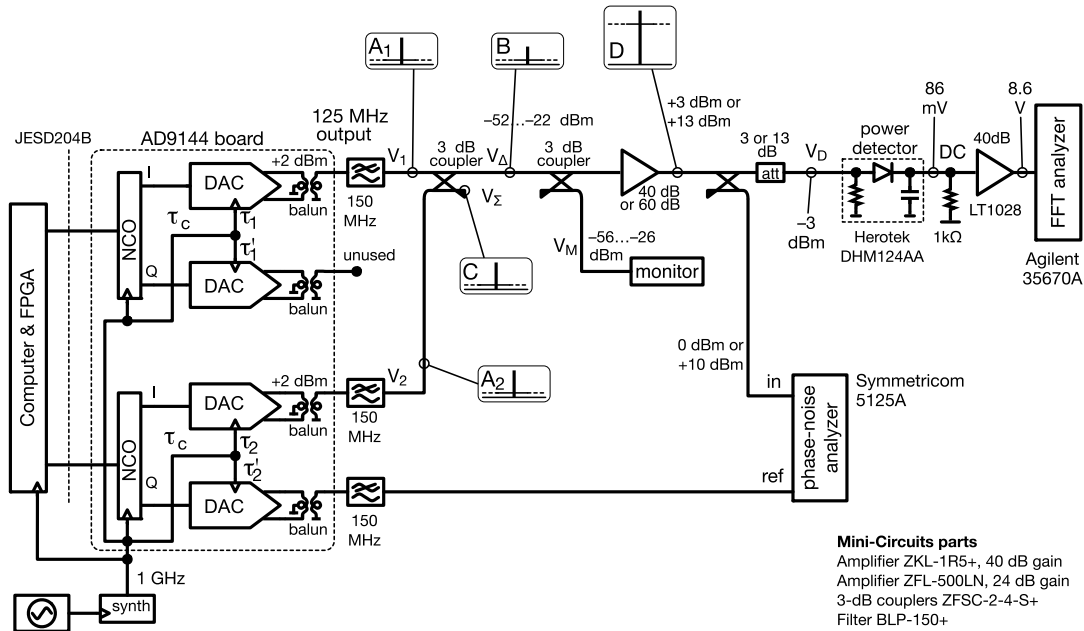 JESD204B
AD9144 board
125 MHz
output
A1
B
D
+3 dBm or
+13 dBm
−52...−22 dBm
3 dB
coupler
3 dB
coupler
V1
VΔ
VΣ
C
A2
3 or 13
dB
att
VD
−3
dBm
power
detector
Herotek
DHM124AA
86
mV
DC
1kΩ
40dB
LT1028
8.6
V
FFT analyzer
Agilent
35670A
40 dB
or 60 dB
VM
−56...−26
dBm
monitor
0 dBm or
+10 dBm
in
ref
phase-noise
analyzer
Symmetricom
5125A
Computer & FPGA
NCO
I
Q
DAC
DAC
τc
τ1
τ'1
+2 dBm
balun
balun
150
MHz
unused
NCO
I
Q
DAC
DAC
τc
τ2
τ'2
+2 dBm
balun
balun
V2
150
MHz
150
MHz
1 GHz
synth
Mini-Circuits parts
Amplifier ZKL-1R5+, 40 dB gain
Amplifier ZFL-500LN, 24 dB gain
3-dB couplers ZFSC-2-4-S+
Filter BLP-150+